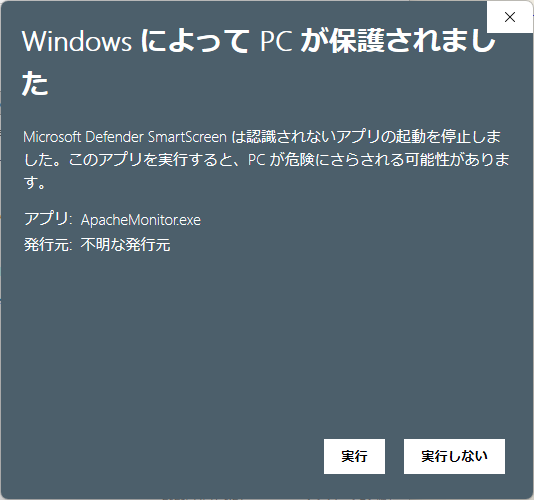 Windows によって PC が保護されまし
た
Microsoft Defender SmartScreen は認識されないアプリの起動を停止しま
した。このアプリを実行すると、PC が危険にさらされる可能性がありま
す。
アプリ: ApacheMonitor.exe
発行元: 不明な発行元
実行
実行しない